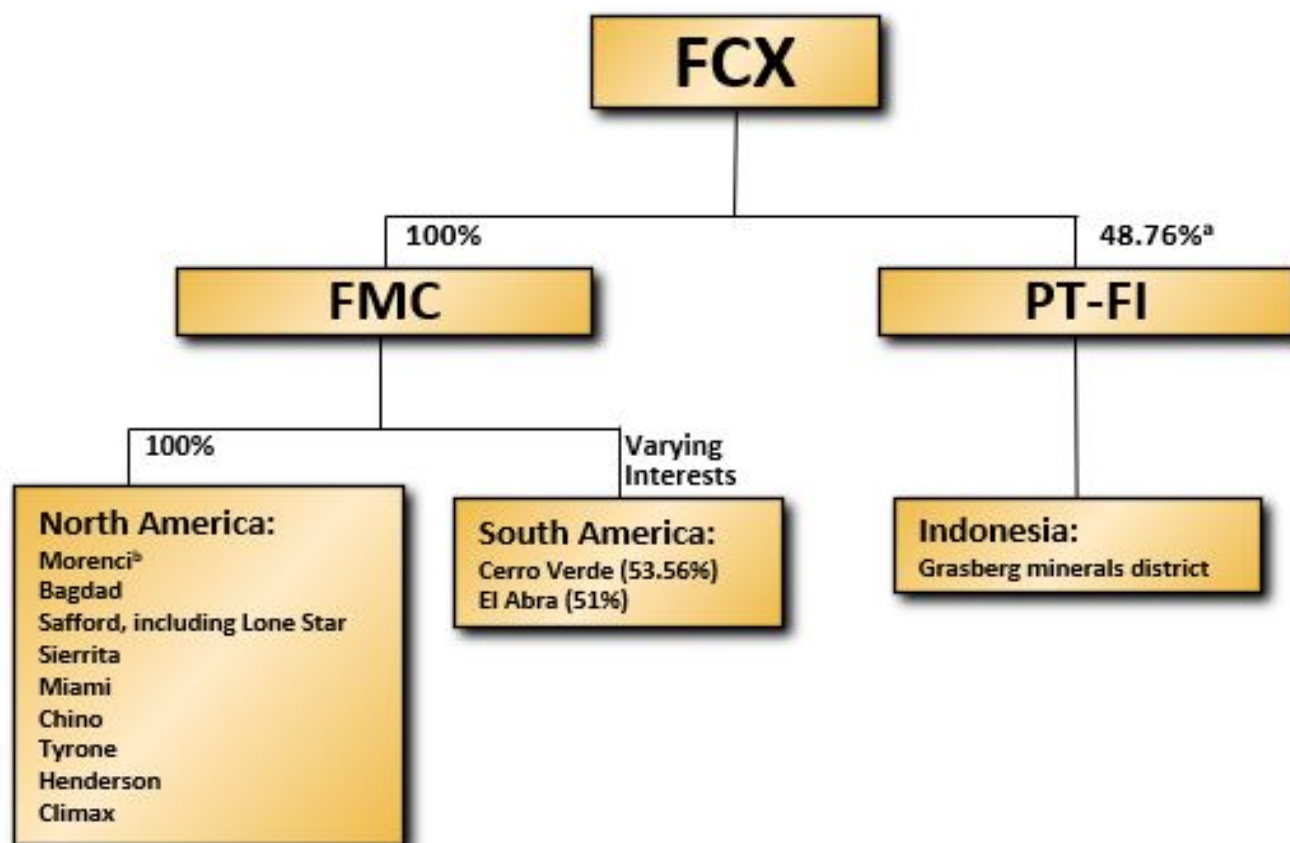 FCX
100%
48.76%ᵃ
FMC
PT-FI
100%
Varying
Interests
North America:
Morenciᵇ
Bagdad
Safford, including Lone Star
Sierrita
Miami
Chino
Tyrone
Henderson
Climax
South America:
Cerro Verde (53.56%)
El Abra (51%)
Indonesia:
Grasberg minerals district